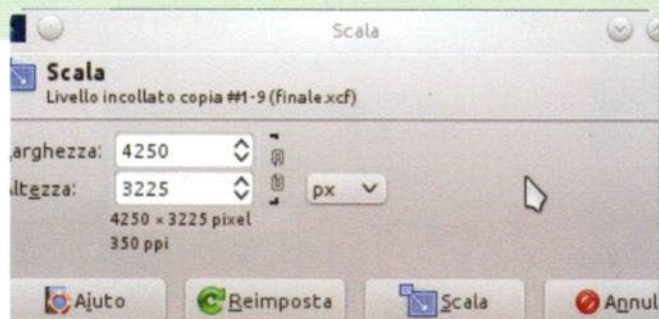 Scala
Scala
Livello incollato copia #1-9 (finale.xcf)
arghezza: 4250
ltezza: 3225 px
4250 × 3225 pixel
350 ppi
Aiuto Reimposta Scala Annul